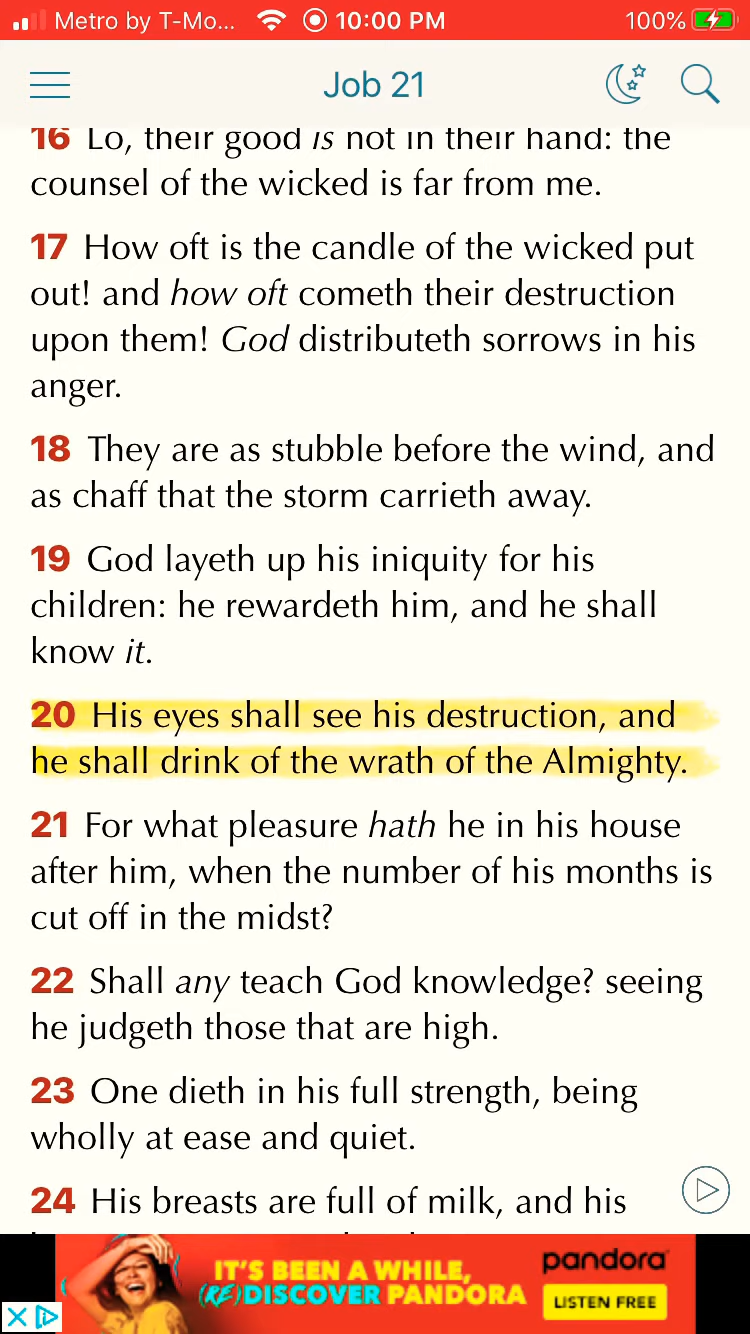 Metro by T-Mo... 10:00 PM 100%
Job 21
16 Lo, their good is not in their hand: the
counsel of the wicked is far from me.
17 How oft is the candle of the wicked put
out! and how oft cometh their destruction
upon them! God distributeth sorrows in his
anger.
18 They are as stubble before the wind, and
as chaff that the storm carrieth away.
19 God layeth up his iniquity for his
children: he rewardeth him, and he shall
know it.
20 His eyes shall see his destruction, and
he shall drink of the wrath of the Almighty.
21 For what pleasure hath he in his house
after him, when the number of his months is
cut off in the midst?
22 Shall any teach God knowledge? seeing
he judgeth those that are high.
23 One dieth in his full strength, being
wholly at ease and quiet.
24 His breasts are full of milk, and his
IT'S BEEN A WHILE,
(RE)DISCOVER PANDORA
pandora
LISTEN FREE